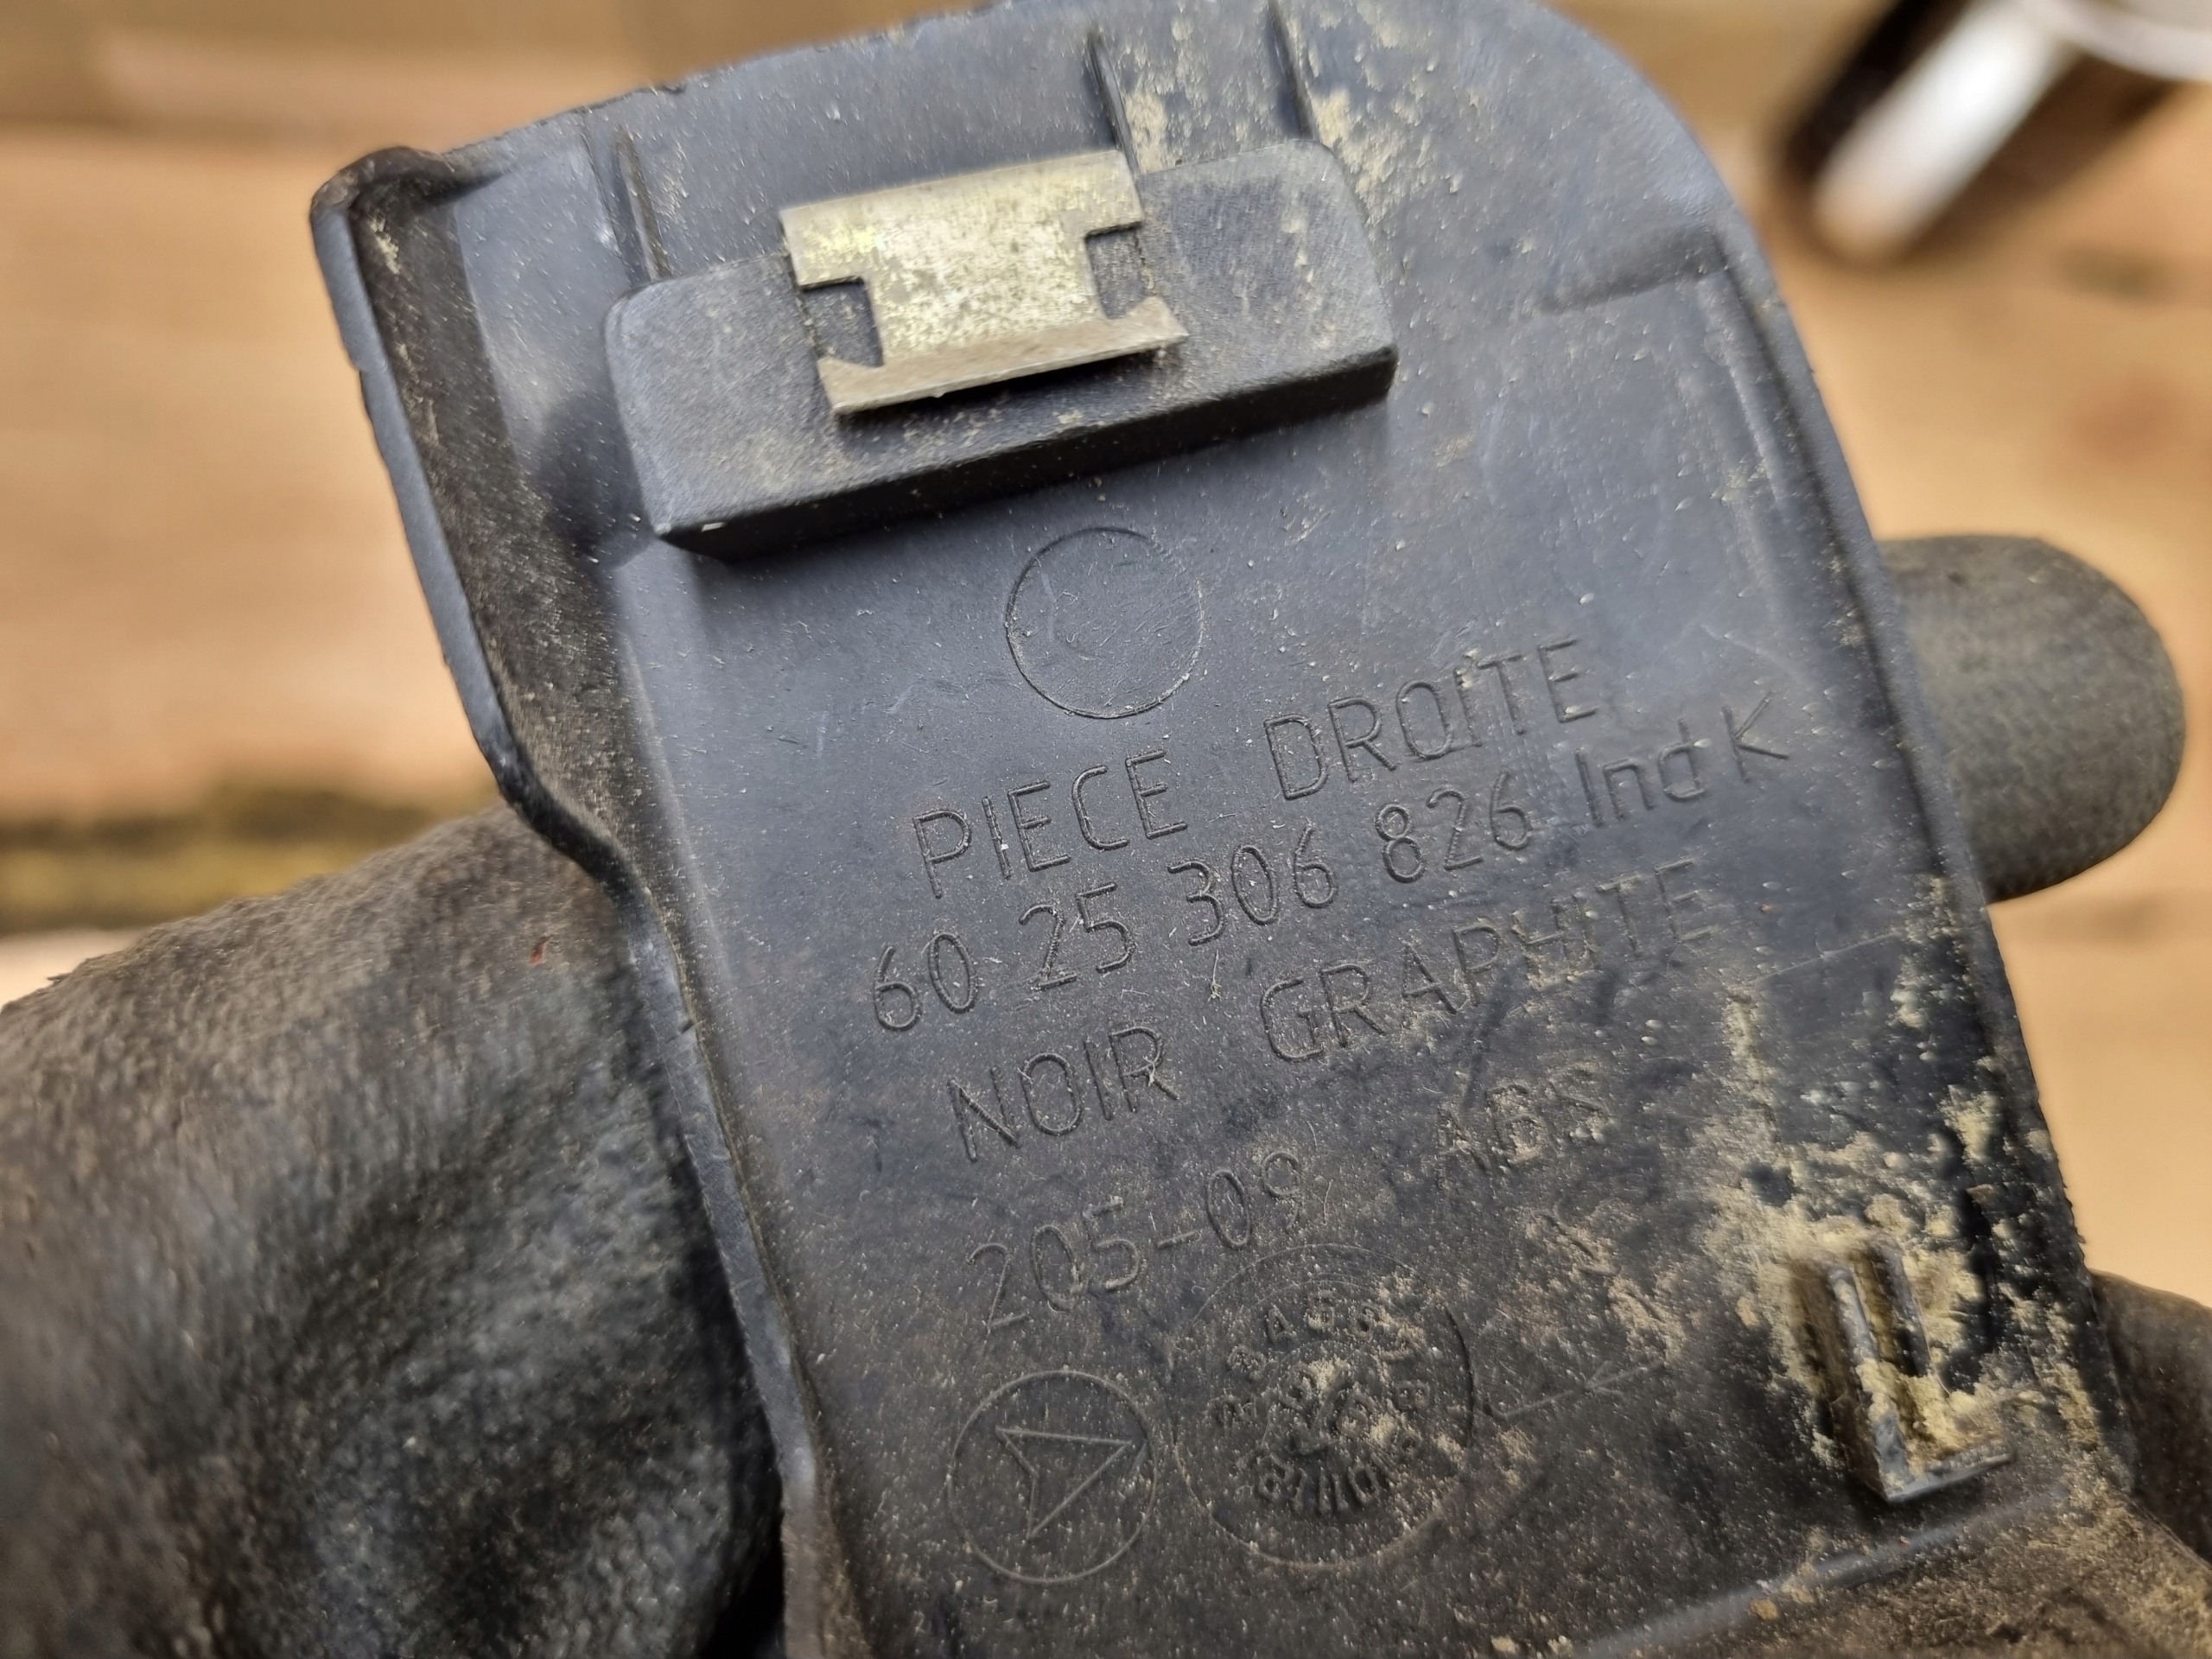 PIECE DROITE
60 25 306 826 Ind K
NOIR GRAPHITE
205-09 ABS